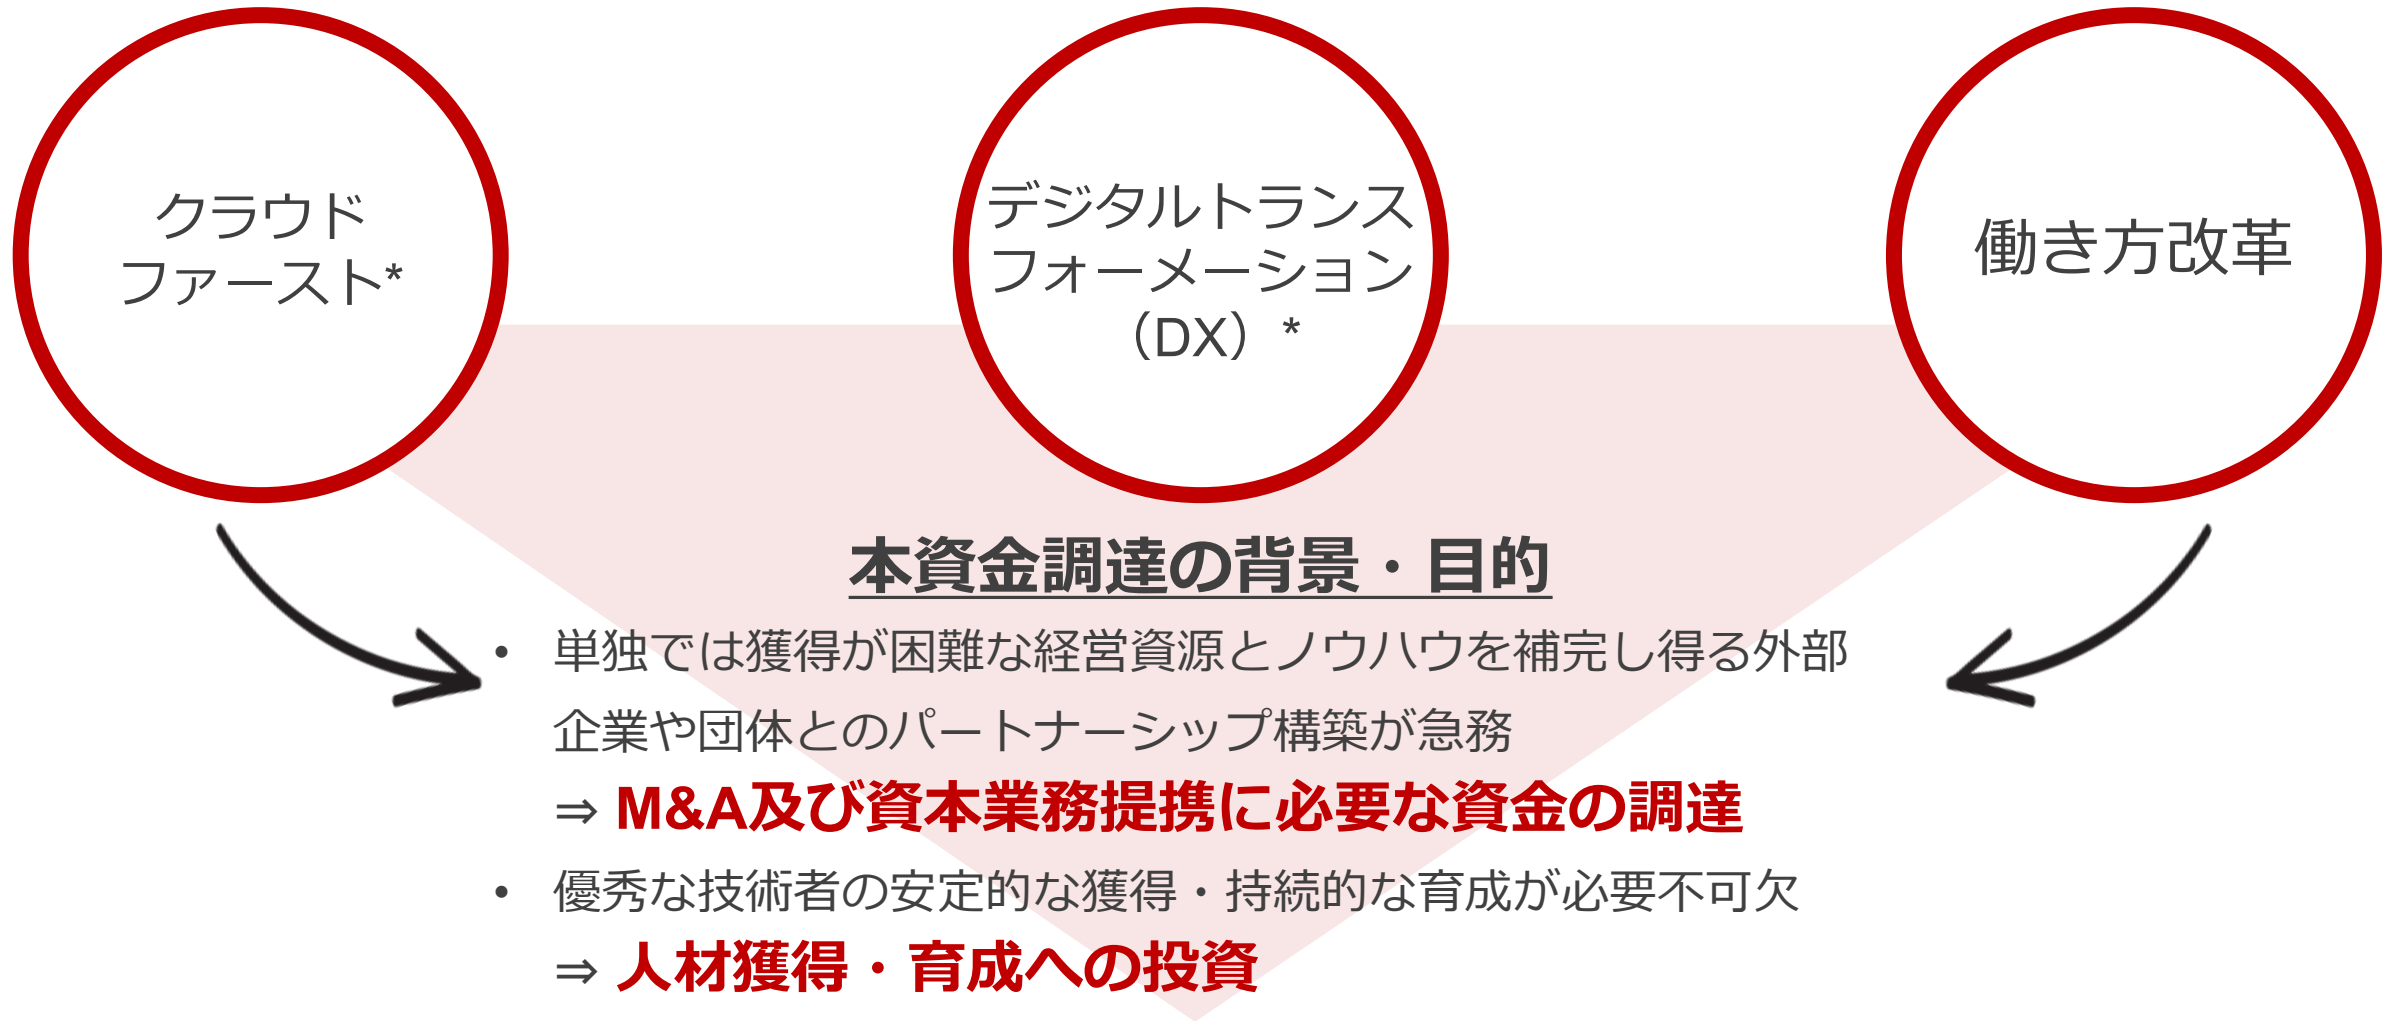 クラウド
ファースト*
デジタルトランス
フォーメーション
（DX）*
働き方改革
本資金調達の背景・目的
• 単独では獲得が困難な経営資源とノウハウを補完し得る外部
企業や団体とのパートナーシップ構築が急務
⇒ M&A及び資本業務提携に必要な資金の調達
• 優秀な技術者の安定的な獲得・持続的な育成が必要不可欠
⇒ 人材獲得・育成への投資